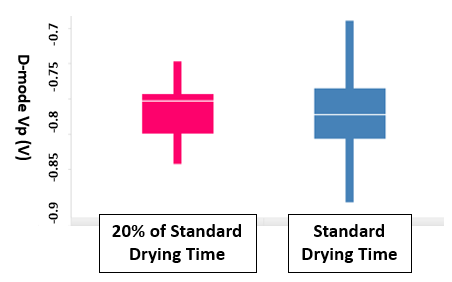 D-mode Vp (V)
-0.7
-0.75
-0.8
-0.85
-0.9
20% of Standard
Drying Time
Standard
Drying Time